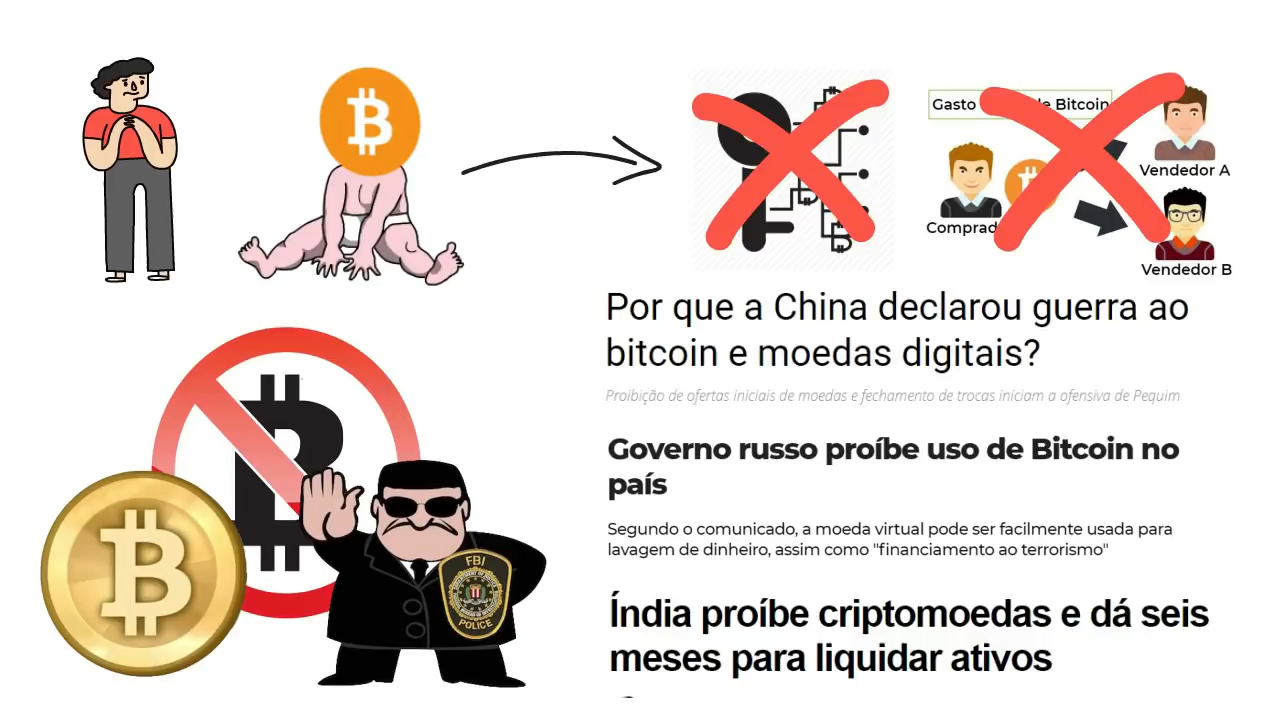 Gasto de Bitcoin
Vendedor A
Comprad
Vendedor B
Por que a China declarou guerra ao
bitcoin e moedas digitais?
Proibição de ofertas iniciais de moedas e fechamento de trocas iniciam a ofensiva de Pequim
Governo russo proíbe uso de Bitcoin no
país
Segundo o comunicado, a moeda virtual pode ser facilmente usada para
lavagem de dinheiro, assim como "financiamento ao terrorismo"
Índia proíbe criptomoedas e dá seis
meses para liquidar ativos
FBI
POLICE